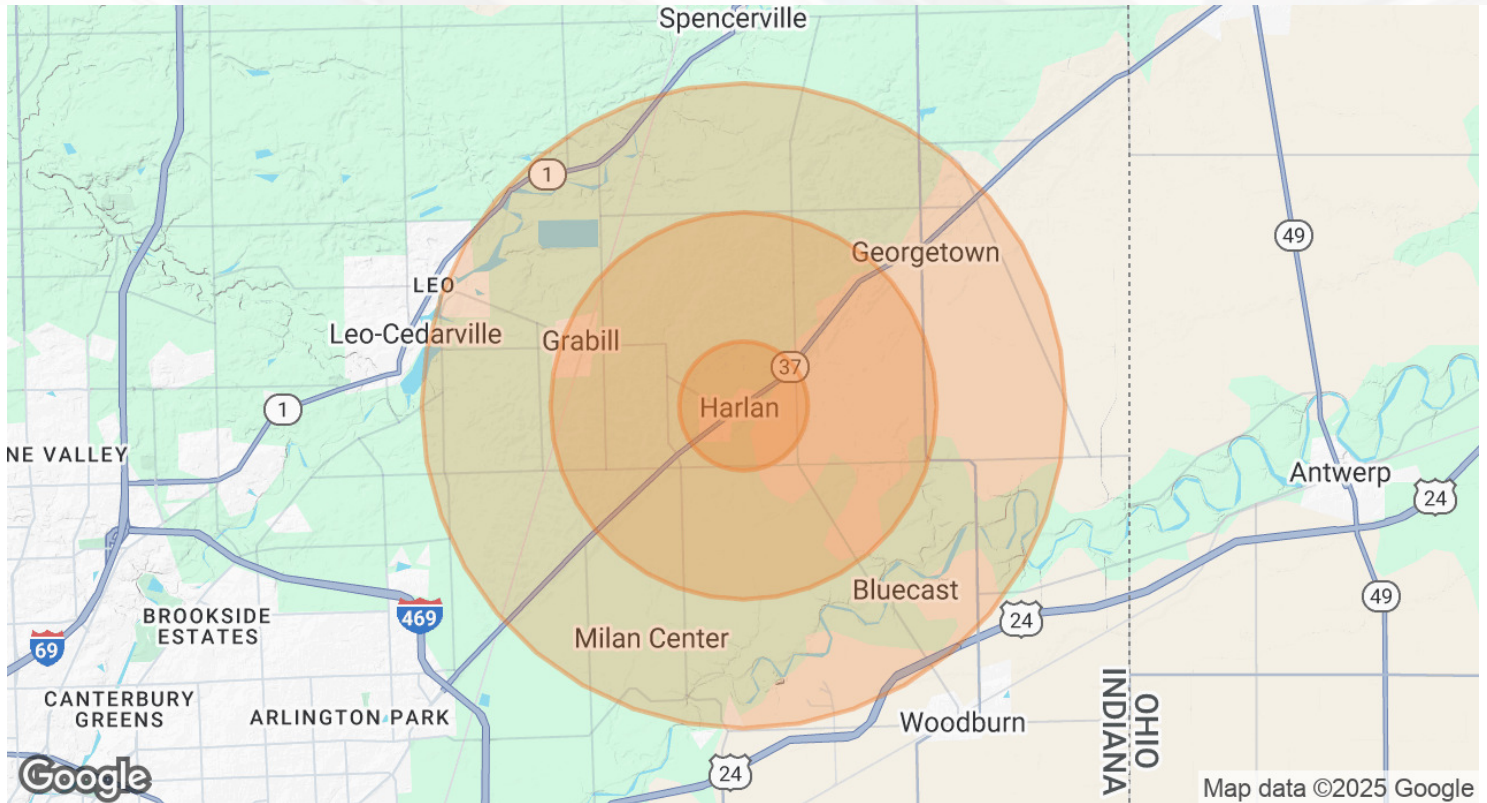 Spencerville
1
Georgetown
49
LEO
Leo-Cedarville
Grabill
37
1
Harlan
NE VALLEY
Antwerp
24
Bluecast
BROOKSIDE
ESTATES
469
24
49
69
Milan Center
CANTERBURY
GREENS
ARLINGTON PARK
Woodburn
INDIANA
OHIO
24
Google
Map data ©2025 Google